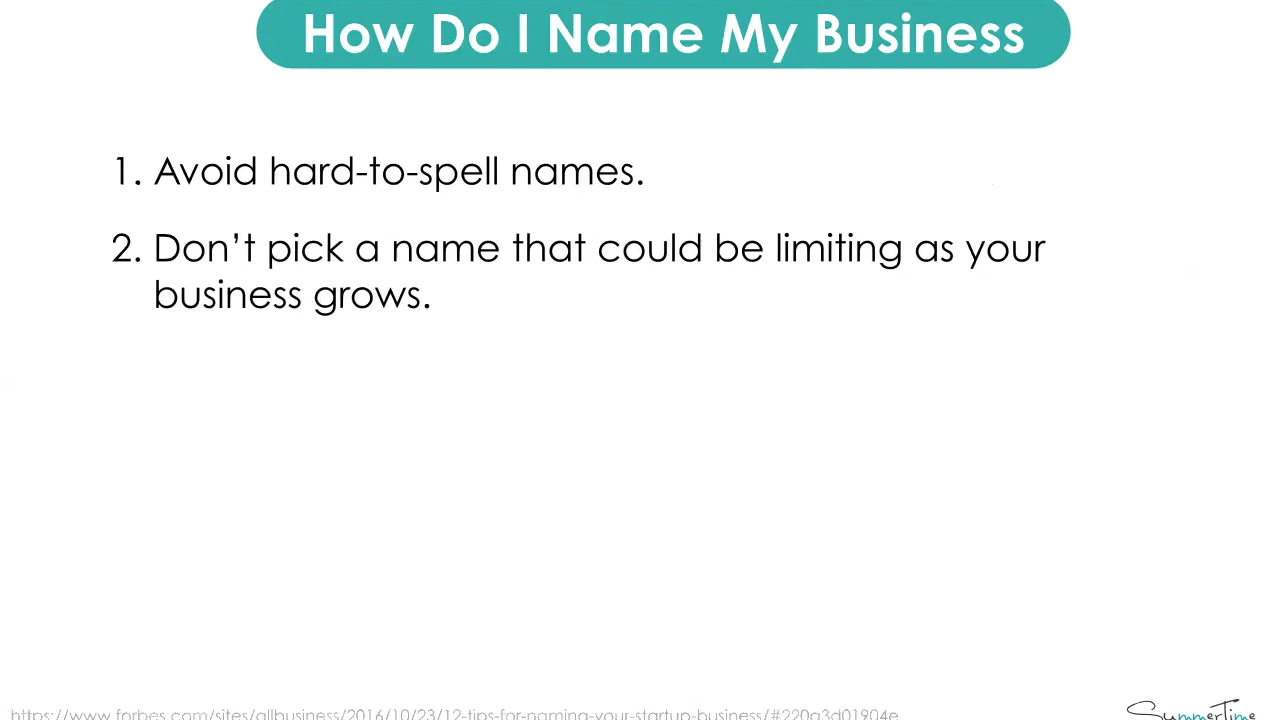 How Do I Name My Business
1. Avoid hard-to-spell names.
2. Don’t pick a name that could be limiting as your
business grows.
https://www.forbes.com/sites/allbusiness/2016/10/23/12-tips-for-naming-your-startup-business/#220a3d01904e
SummerTime